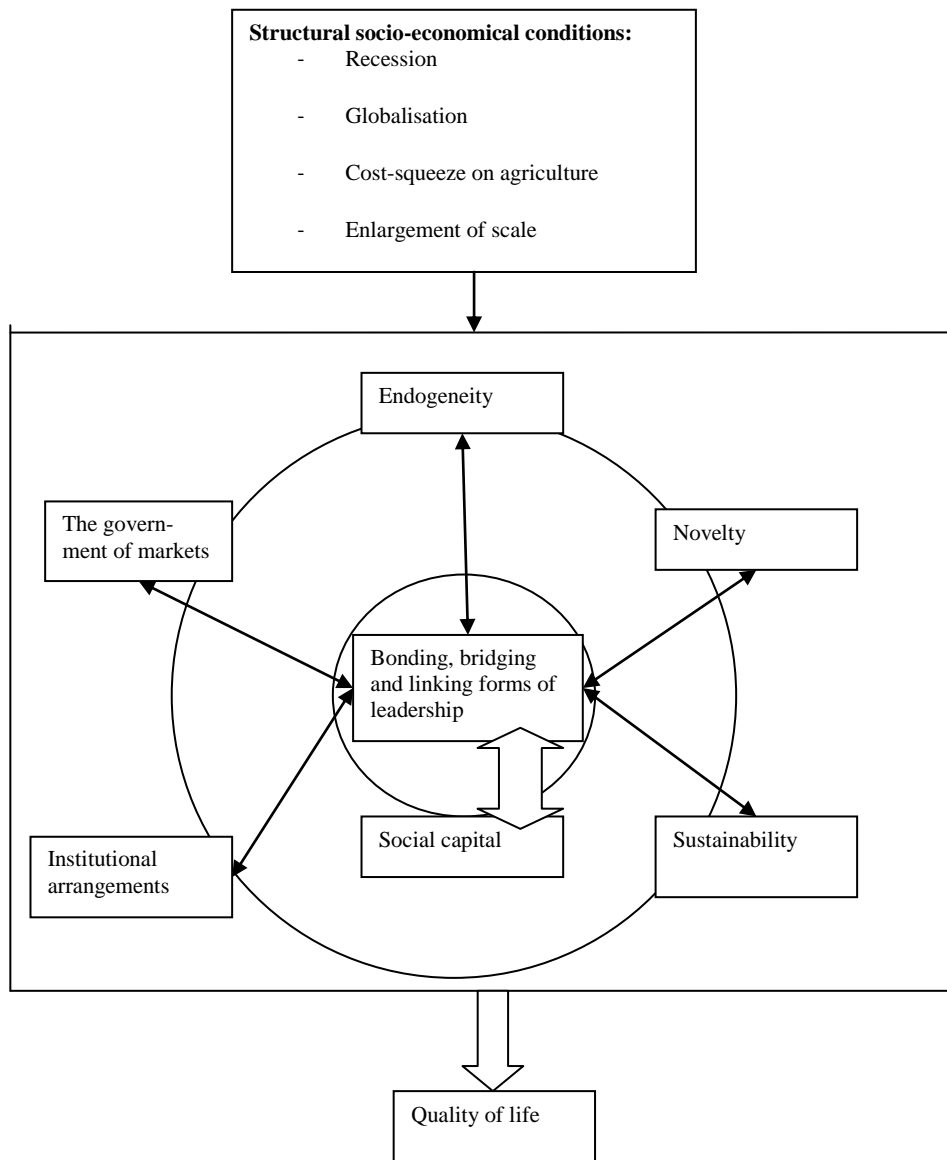 Structural socio-economical conditions:
- Recession
- Globalisation
- Cost-squeeze on agriculture
- Enlargement of scale
Endogeneity
The govern-
ment of markets
Novelty
Bonding, bridging
and linking forms of
leadership
Institutional
arrangements
Social capital
Sustainability
Quality of life